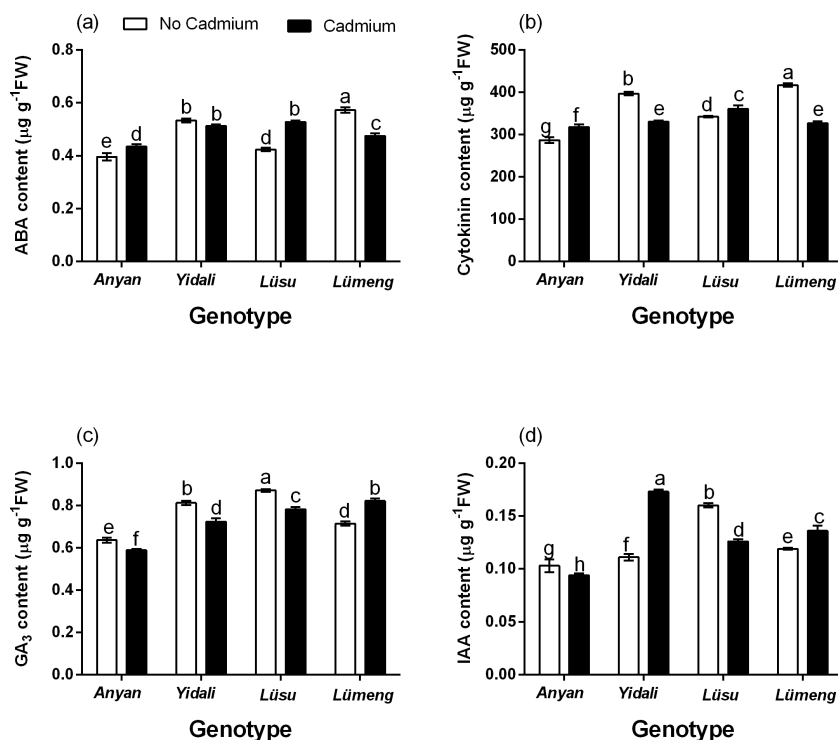 (a) No Cadmium Cadmium
ABA content (µg g⁻¹FW)
0.8
0.6
0.4
0.2
0.0
e d b b d b a c
Anyan Yidali Lüsu Lümeng
Genotype
(b)
Cytokinin content (µg g⁻¹FW)
500
400
300
200
100
0
g f b e d c a e
Anyan Yidali Lüsu Lümeng
Genotype
(c)
GA₃ content (µg g⁻¹FW)
1.0
0.8
0.6
0.4
0.2
0.0
e f b d a c d b
Anyan Yidali Lüsu Lümeng
Genotype
(d)
IAA content (µg g⁻¹FW)
0.20
0.15
0.10
0.05
0.00
g h f a b d e c
Anyan Yidali Lüsu Lümeng
Genotype